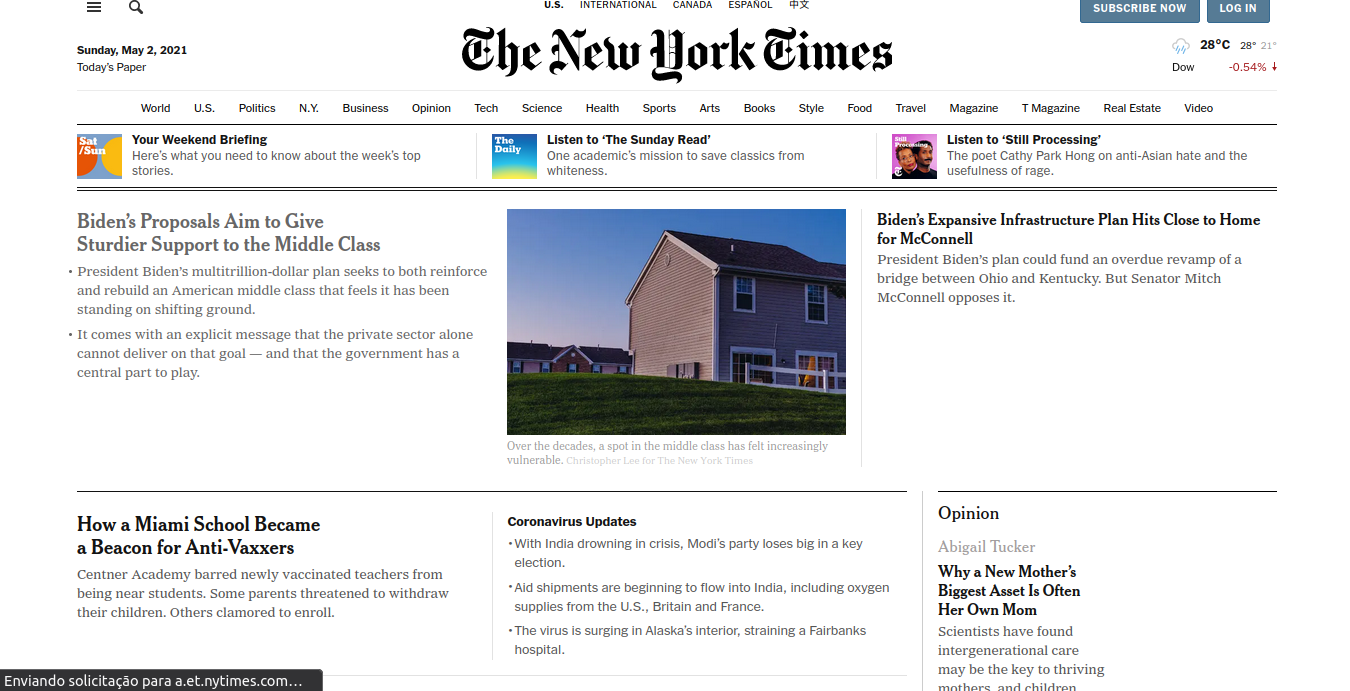 U.S. INTERNATIONAL CANADA ESPAÑOL 中文
SUBSCRIBE NOW LOG IN
Sunday, May 2, 2021
Today's Paper
The New York Times
28°C 28° 21°
Dow -0.54% ↓
World U.S. Politics N.Y. Business Opinion Tech Science Health Sports Arts Books Style Food Travel Magazine T Magazine Real Estate Video
Sat
/Sun
Your Weekend Briefing
Here's what you need to know about the week's top
stories.
The
Daily
Listen to ‘The Sunday Read’
One academic's mission to save classics from
whiteness.
Still
Processing
Listen to ‘Still Processing’
The poet Cathy Park Hong on anti-Asian hate and the
usefulness of rage.
Biden's Proposals Aim to Give
Sturdier Support to the Middle Class
• President Biden's multitrillion-dollar plan seeks to both reinforce
and rebuild an American middle class that feels it has been
standing on shifting ground.
• It comes with an explicit message that the private sector alone
cannot deliver on that goal — and that the government has a
central part to play.
Over the decades, a spot in the middle class has felt increasingly
vulnerable. Christopher Lee for The New York Times
Biden's Expansive Infrastructure Plan Hits Close to Home
for McConnell
President Biden's plan could fund an overdue revamp of a
bridge between Ohio and Kentucky. But Senator Mitch
McConnell opposes it.
How a Miami School Became
a Beacon for Anti-Vaxxers
Centner Academy barred newly vaccinated teachers from
being near students. Some parents threatened to withdraw
their children. Others clamored to enroll.
Coronavirus Updates
• With India drowning in crisis, Modi's party loses big in a key
election.
• Aid shipments are beginning to flow into India, including oxygen
supplies from the U.S., Britain and France.
• The virus is surging in Alaska's interior, straining a Fairbanks
hospital.
Opinion
Abigail Tucker
Why a New Mother's
Biggest Asset Is Often
Her Own Mom
Scientists have found
intergenerational care
may be the key to thriving
mothers, and children
Enviando solicitação para a.et.nytimes.com…